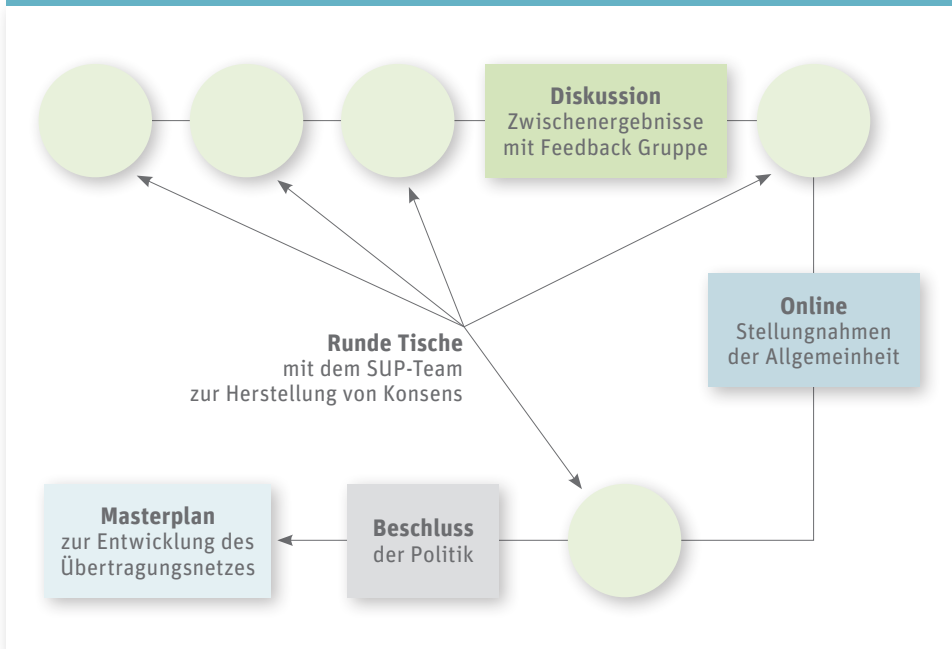 Diskussion
Zwischenergebnisse
mit Feedback Gruppe
Online
Stellungnahmen
der Allgemeinheit
Runde Tische
mit dem SUP-Team
zur Herstellung von Konsens
Masterplan
zur Entwicklung des
Übertragungsnetzes
Beschluss
der Politik